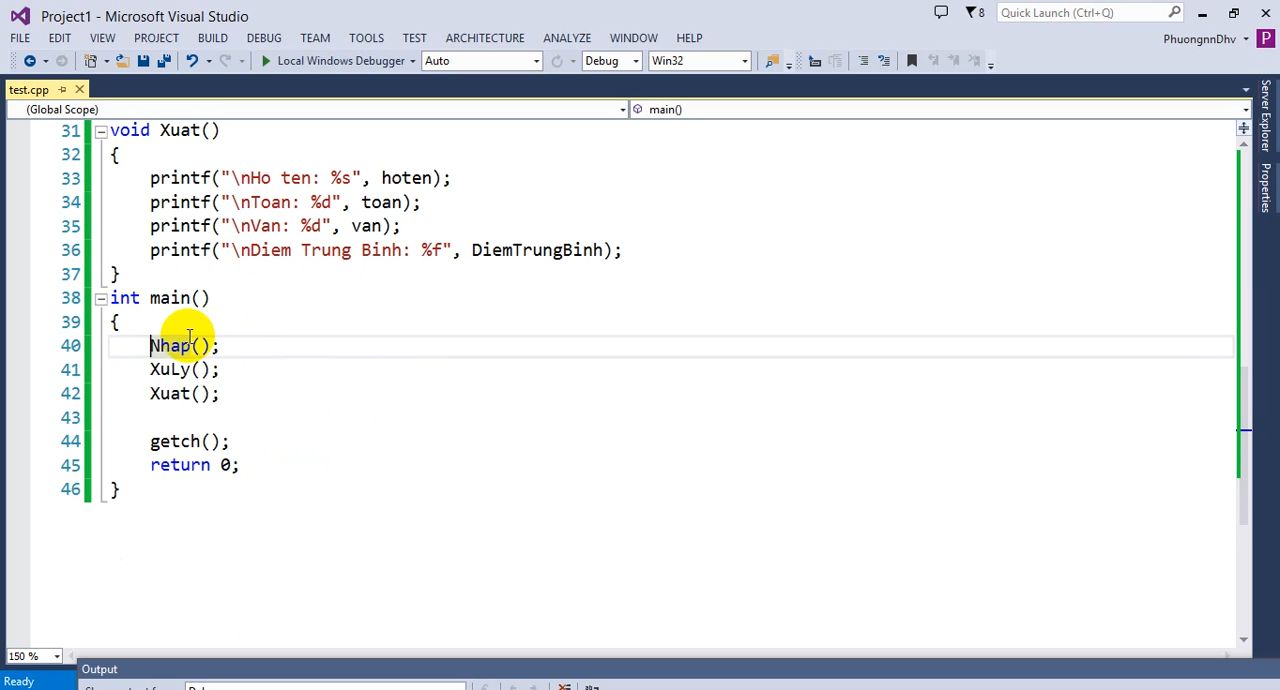 Project1 - Microsoft Visual Studio
8
Quick Launch (Ctrl+Q)
FILE EDIT VIEW PROJECT BUILD DEBUG TEAM TOOLS TEST ARCHITECTURE ANALYZE WINDOW HELP
PhuongnnDhv
P
Local Windows Debugger Auto Debug Win32
test.cpp
(Global Scope) main()
31 void Xuat()
32 {
33 printf("\nHo ten: %s", hoten);
34 printf("\nToan: %d", toan);
35 printf("\nVan: %d", van);
36 printf("\nDiem Trung Binh: %f", DiemTrungBinh);
37 }
38 int main()
39 {
40 Nhap();
41 XuLy();
42 Xuat();
43
44 getch();
45 return 0;
46 }
Server Explorer
Properties
150 %
Output
Ready